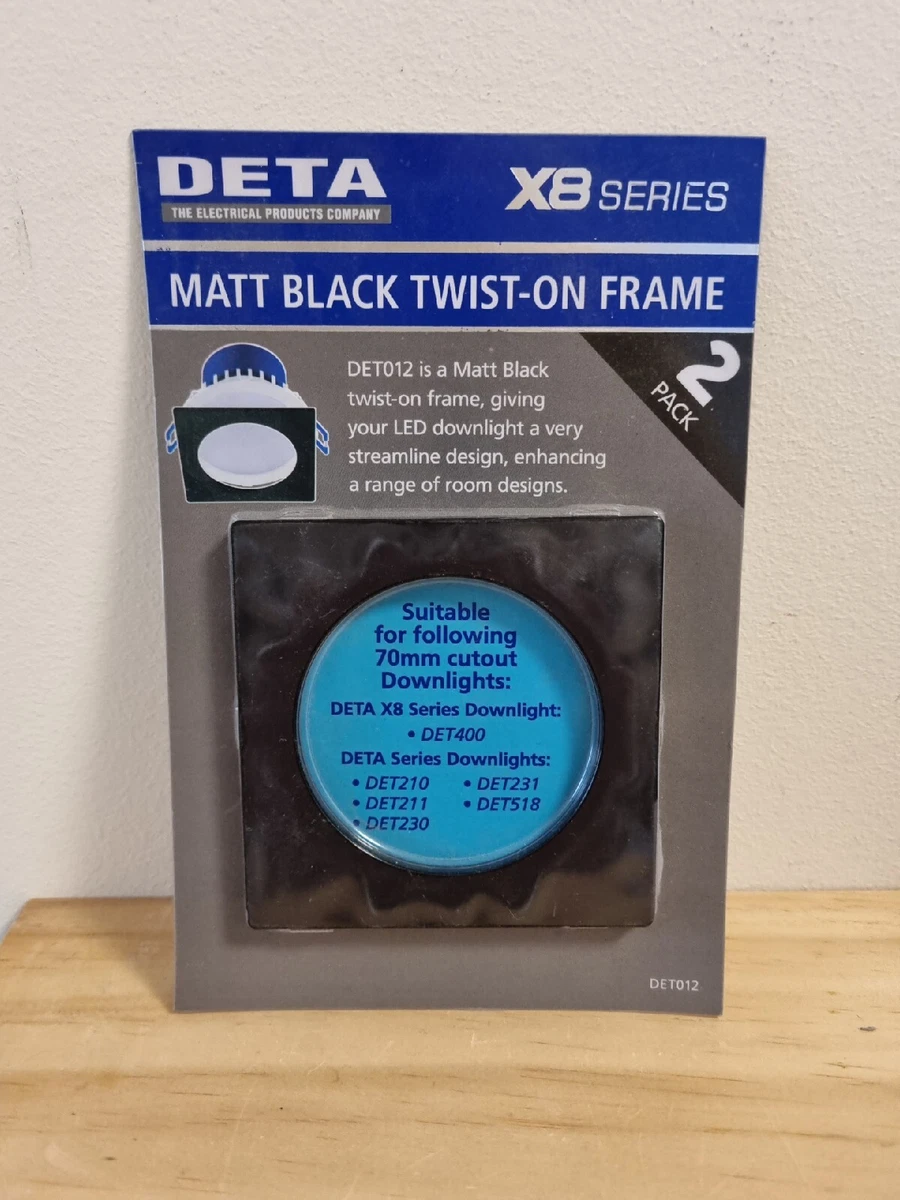 DETA
THE ELECTRICAL PRODUCTS COMPANY
X8 SERIES
MATT BLACK TWIST-ON FRAME
DET012 is a Matt Black
twist-on frame, giving
your LED downlight a very
streamline design, enhancing
a range of room designs.
2
PACK
Suitable
for following
70mm cutout
Downlights:
DETA X8 Series Downlight:
• DET400
DETA Series Downlights:
• DET210 • DET231
• DET211 • DET518
• DET230
DET012